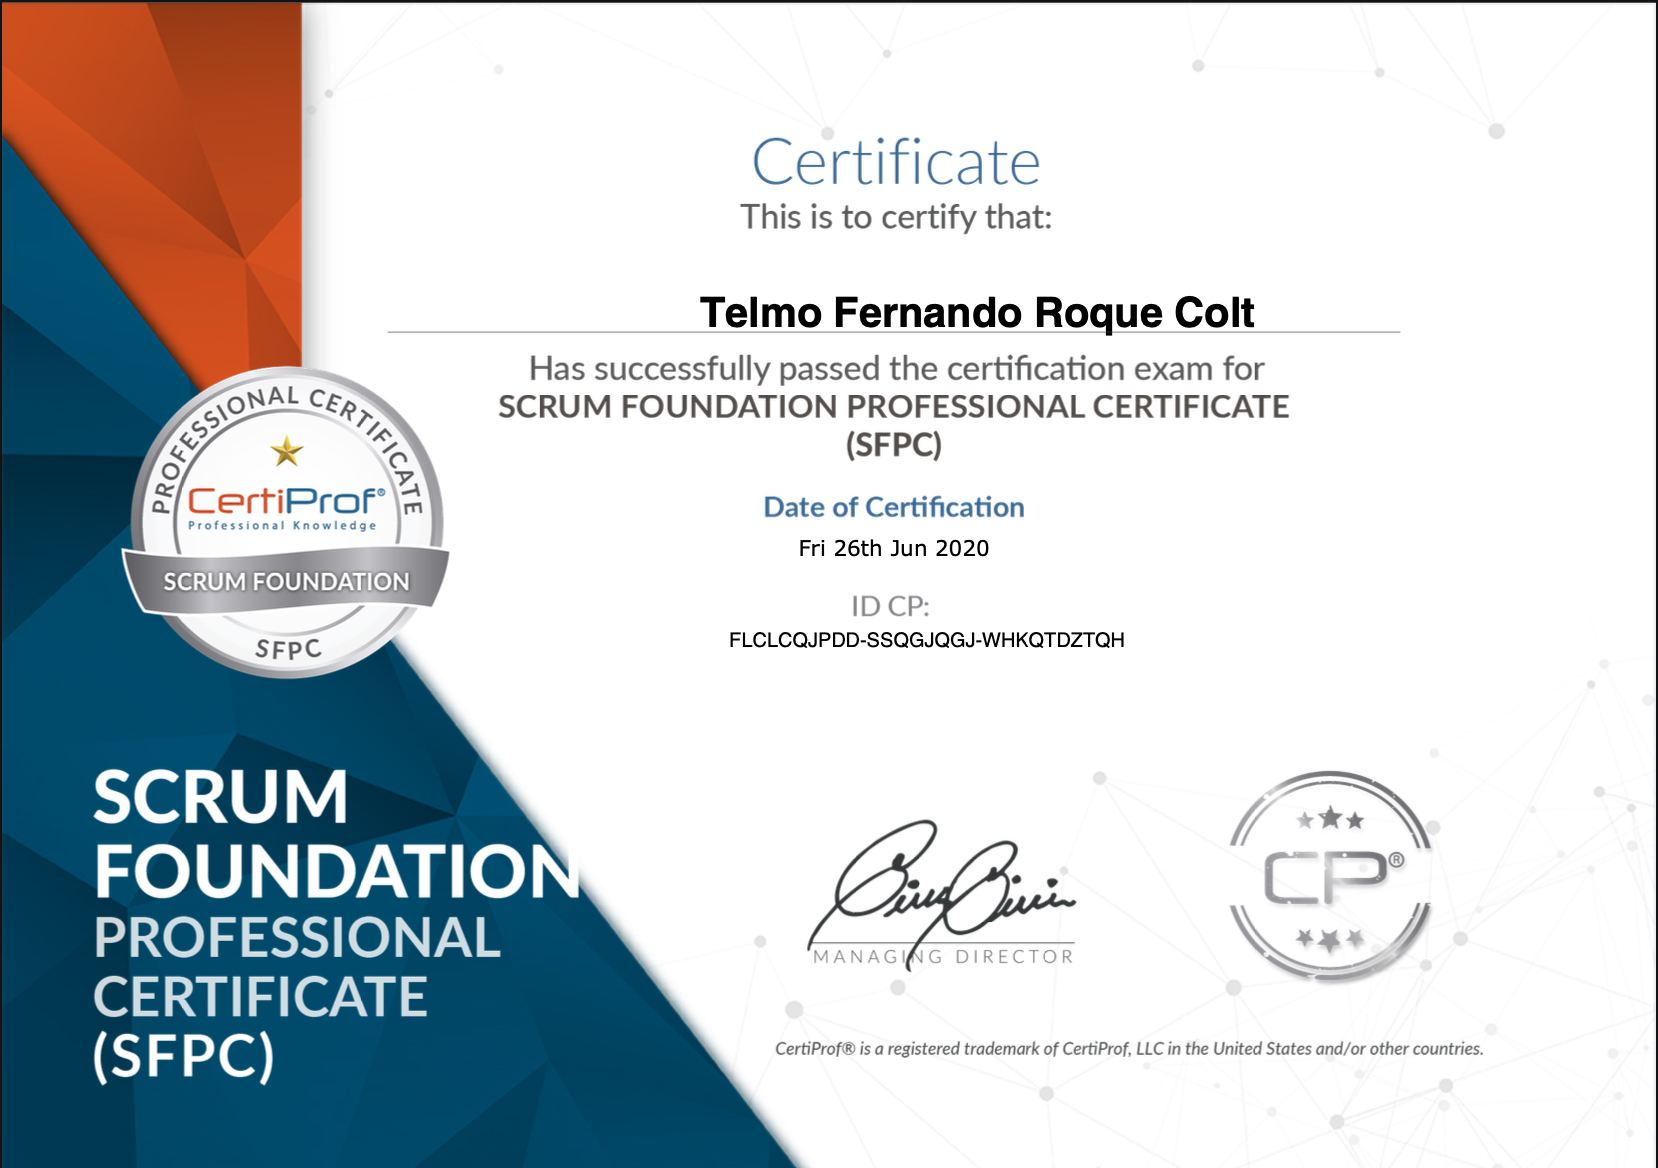 Certificate
This is to certify that:
Telmo Fernando Roque Colt
Has successfully passed the certification exam for
SCRUM FOUNDATION PROFESSIONAL CERTIFICATE
(SFPC)
Date of Certification
Fri 26th Jun 2020
ID CP:
FLCLCQJPDD-SSQGJQGJ-WHKQTDZTQH
PROFESSIONAL CERTIFICATE
CertiProf®
Professional Knowledge
SCRUM FOUNDATION
SFPC
SCRUM
FOUNDATION
PROFESSIONAL
CERTIFICATE
(SFPC)
MANAGING DIRECTOR
CP®
CertiProf® is a registered trademark of CertiProf, LLC in the United States and/or other countries.